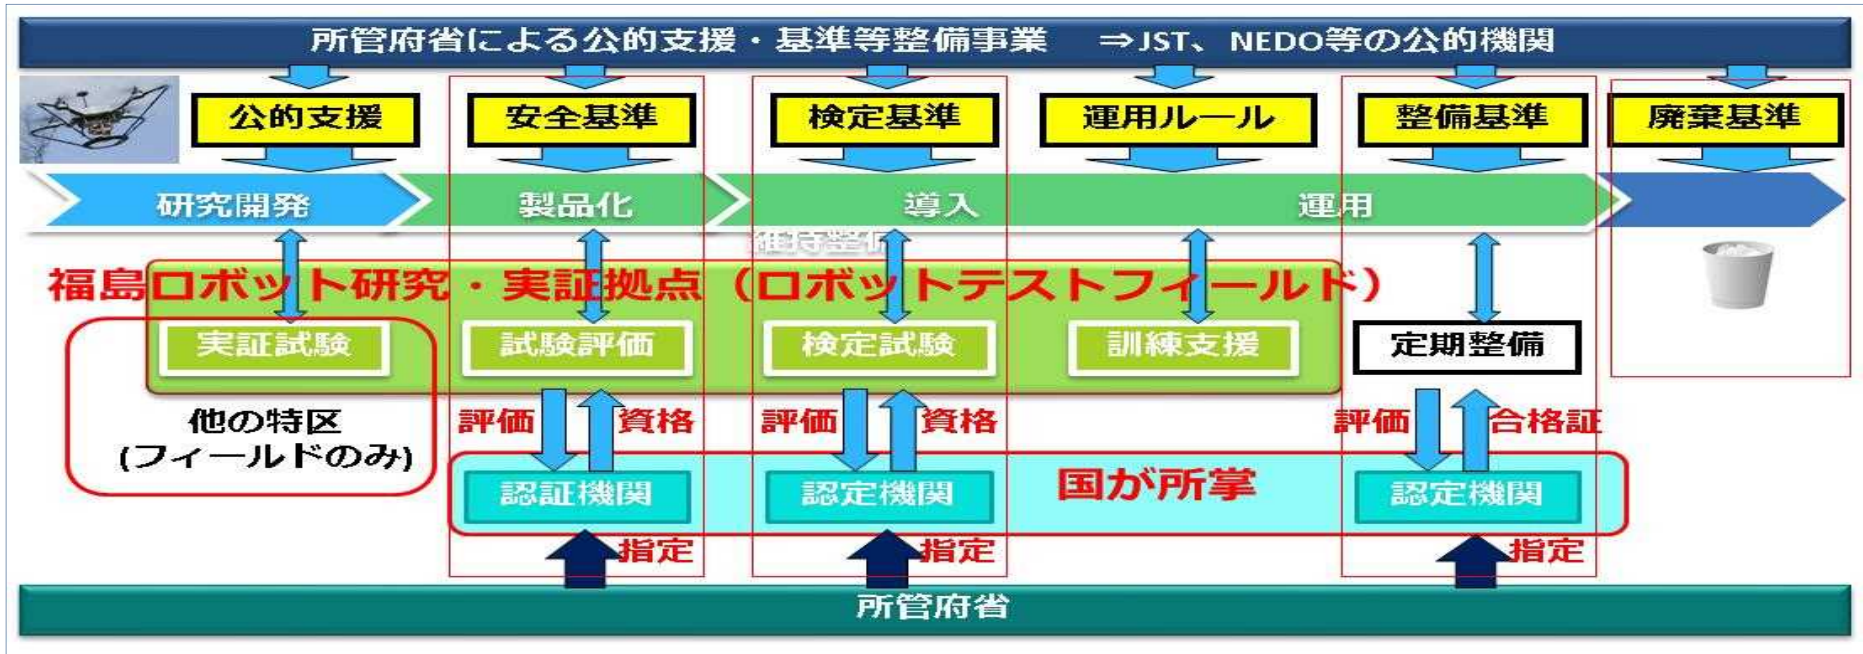 所管府省による公的支援・基準等整備事業　⇒JST、NEDO等の公的機関
公的支援
安全基準
検定基準
運用ルール
整備基準
廃棄基準
研究開発
製品化
導入
運用
維持整備
福島ロボット研究・実証拠点（ロボットテストフィールド）
実証試験
試験評価
検定試験
訓練支援
定期整備
他の特区
(フィールドのみ)
評価
資格
評価
資格
評価
合格証
認証機関
認定機関
国が所掌
認定機関
指定
指定
指定
所管府省